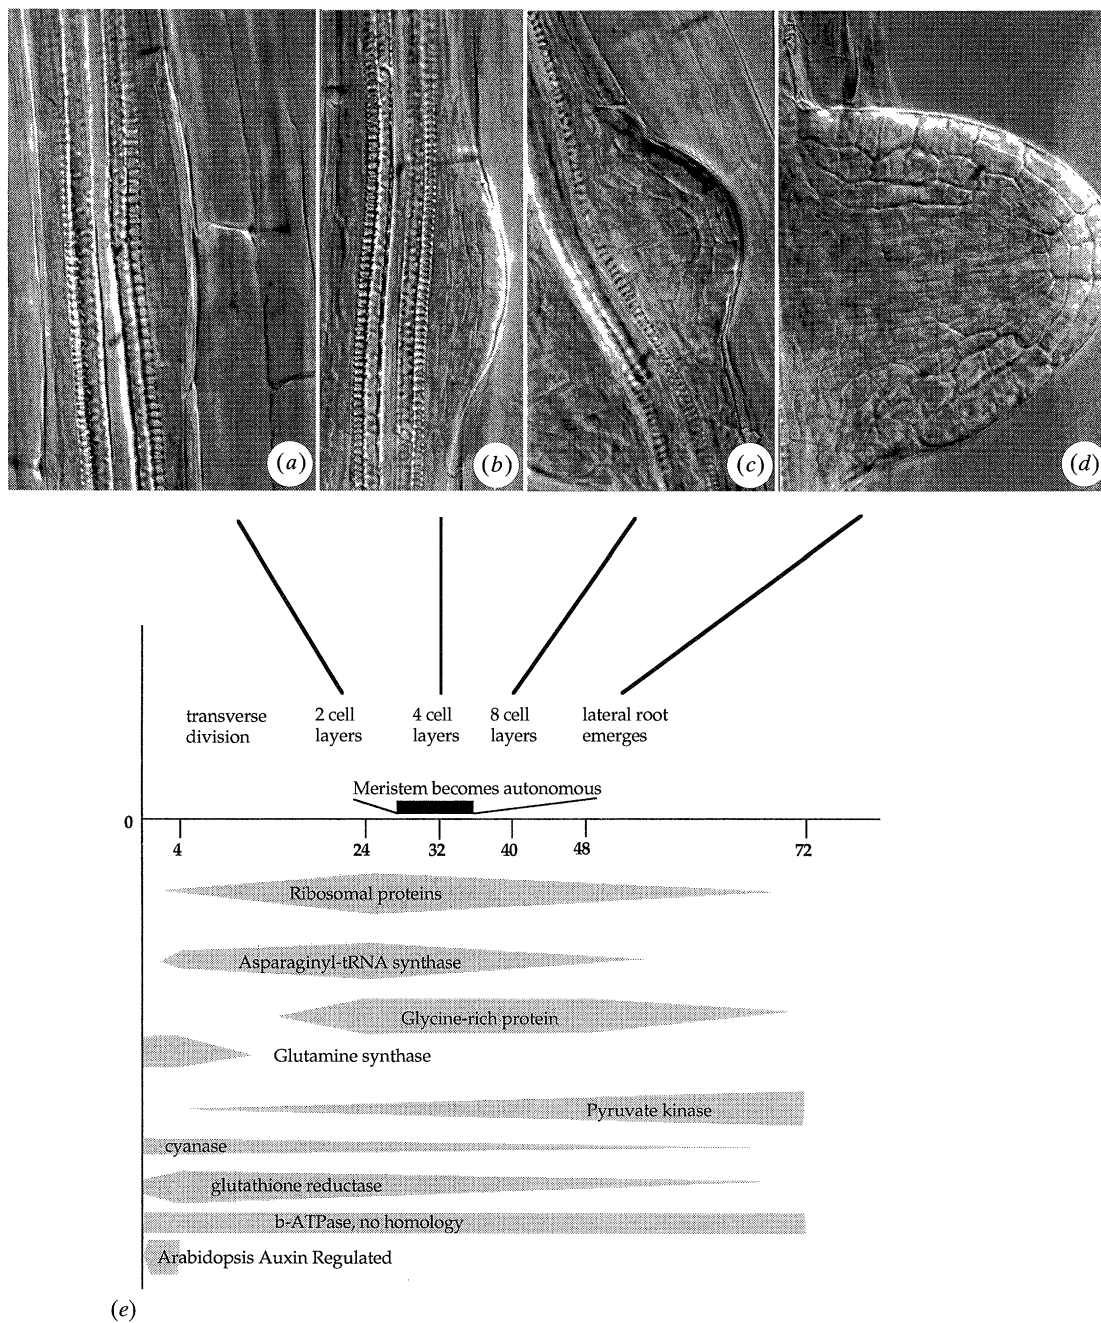 (a)
(b)
(c)
(d)
transverse division
2 cell layers
4 cell layers
8 cell layers
lateral root emerges
Meristem becomes autonomous
0
4 24 32 40 48 72
Ribosomal proteins
Asparaginyl-tRNA synthase
Glycine-rich protein
Glutamine synthase
Pyruvate kinase
cyanase
glutathione reductase
b-ATPase, no homology
Arabidopsis Auxin Regulated
(e)